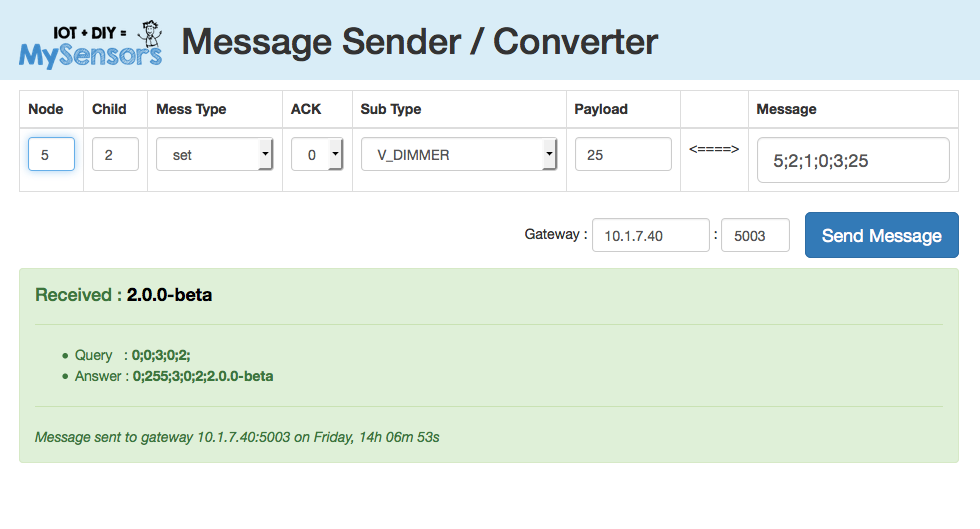 IOT + DIY =
MySensors
Message Sender / Converter
Node Child Mess Type ACK Sub Type Payload Message
5 2 set 0 V_DIMMER 25 <====> 5;2;1;0;3;25
Gateway : 10.1.7.40 : 5003 Send Message
Received : 2.0.0-beta
• Query : 0;0;3;0;2;
• Answer : 0;255;3;0;2;2.0.0-beta
Message sent to gateway 10.1.7.40:5003 on Friday, 14h 06m 53s